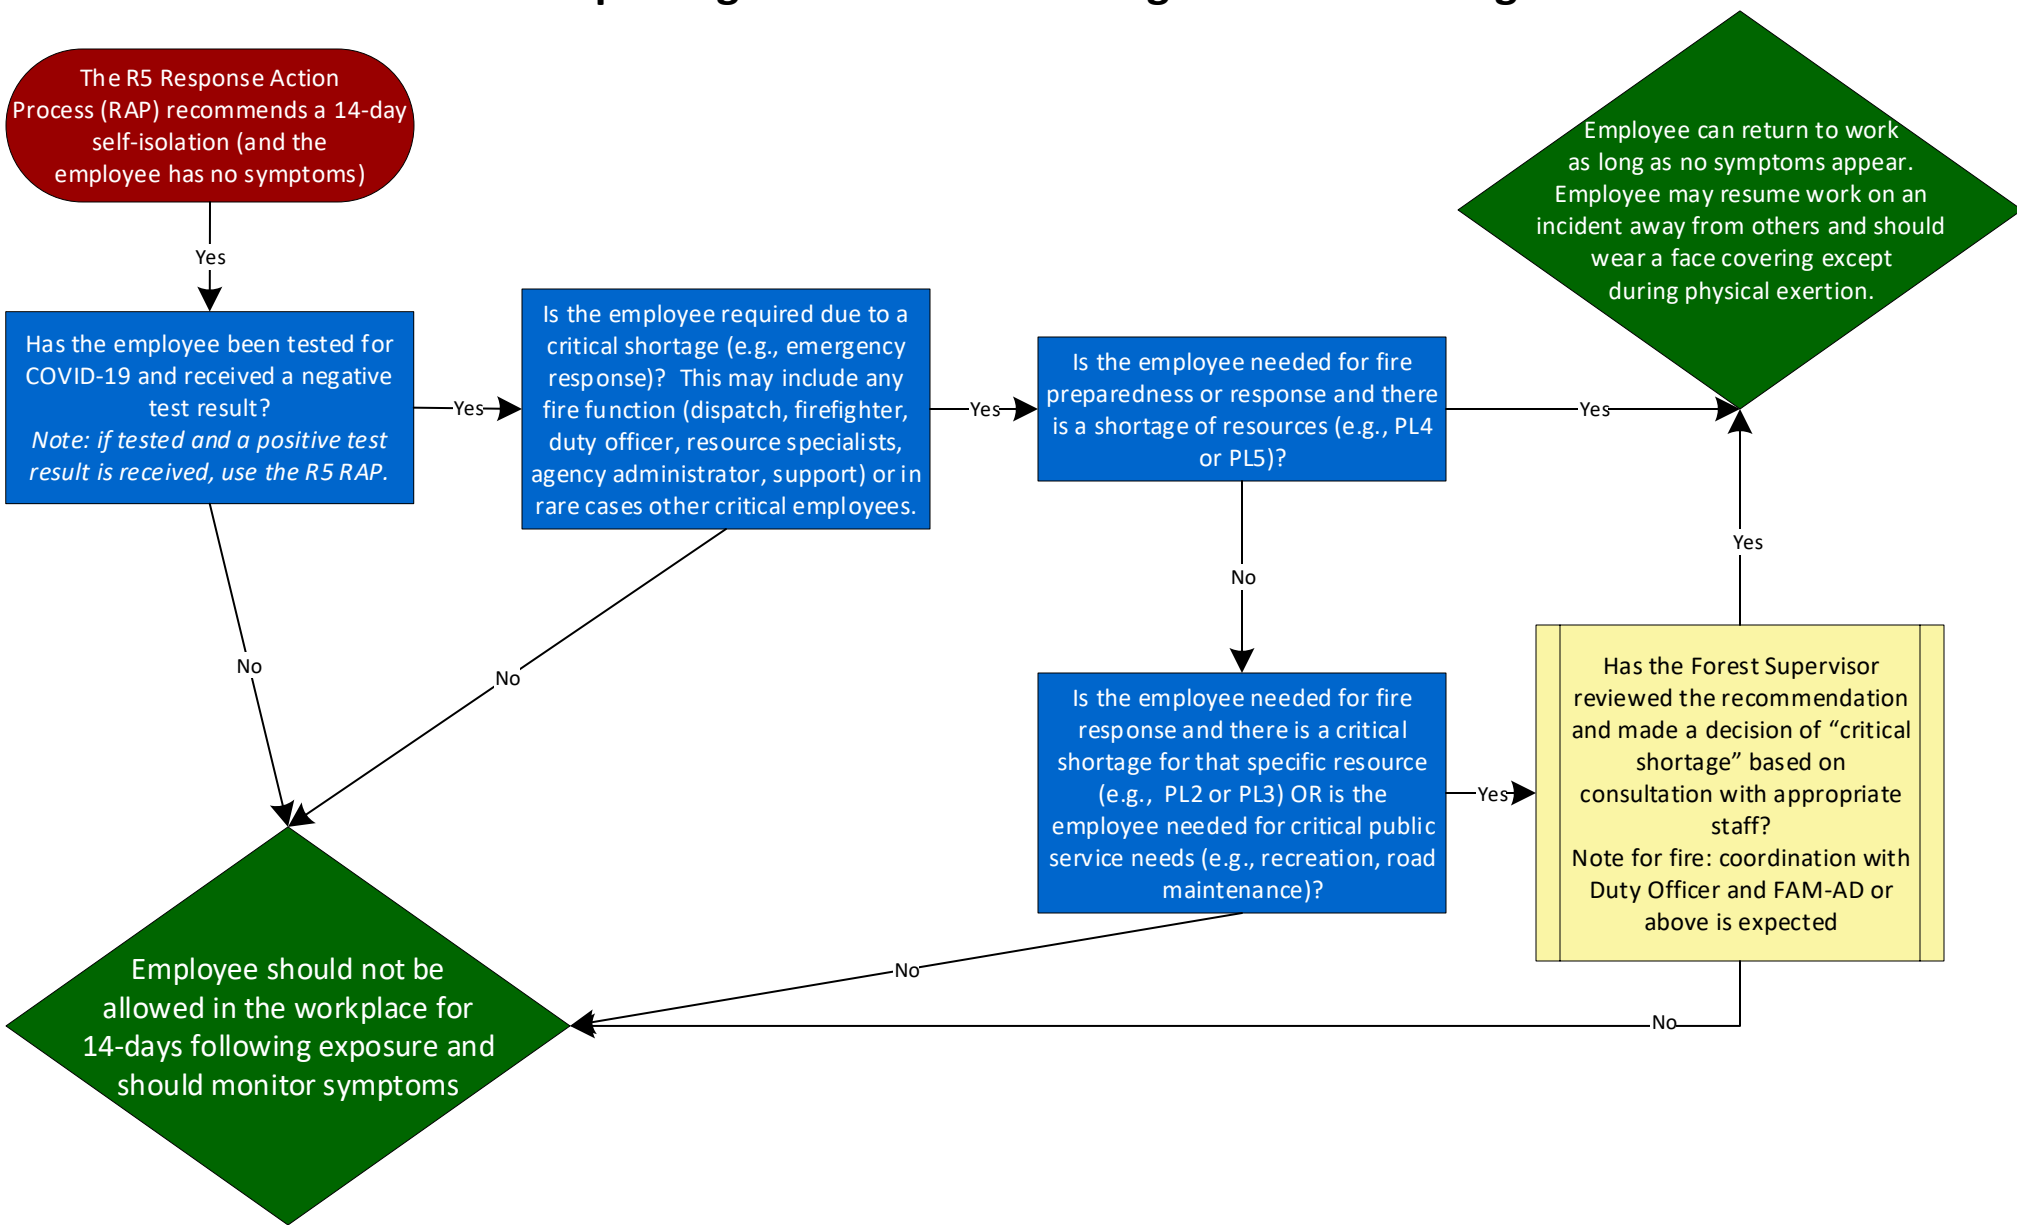 The R5 Response Action
Process (RAP) recommends a 14-day
self-isolation (and the
employee has no symptoms)
Yes
Has the employee been tested for
COVID-19 and received a negative
test result?
Note: if tested and a positive test
result is received, use the R5 RAP.
Yes
No
Is the employee required due to a
critical shortage (e.g., emergency
response)?  This may include any
fire function (dispatch, firefighter,
duty officer, resource specialists,
agency administrator, support) or in
rare cases other critical employees.
Yes
No
Is the employee needed for fire
preparedness or response and there
is a shortage of resources (e.g., PL4
or PL5)?
Yes
No
Employee can return to work
as long as no symptoms appear.
Employee may resume work on an
incident away from others and should
wear a face covering except
during physical exertion.
Is the employee needed for fire
response and there is a critical
shortage for that specific resource
(e.g.,  PL2 or PL3) OR is the
employee needed for critical public
service needs (e.g., recreation, road
maintenance)?
Yes
No
Has the Forest Supervisor
reviewed the recommendation
and made a decision of “critical
shortage” based on
consultation with appropriate
staff?
Note for fire: coordination with
Duty Officer and FAM-AD or
above is expected
Yes
No
Employee should not be
allowed in the workplace for
14-days following exposure and
should monitor symptoms